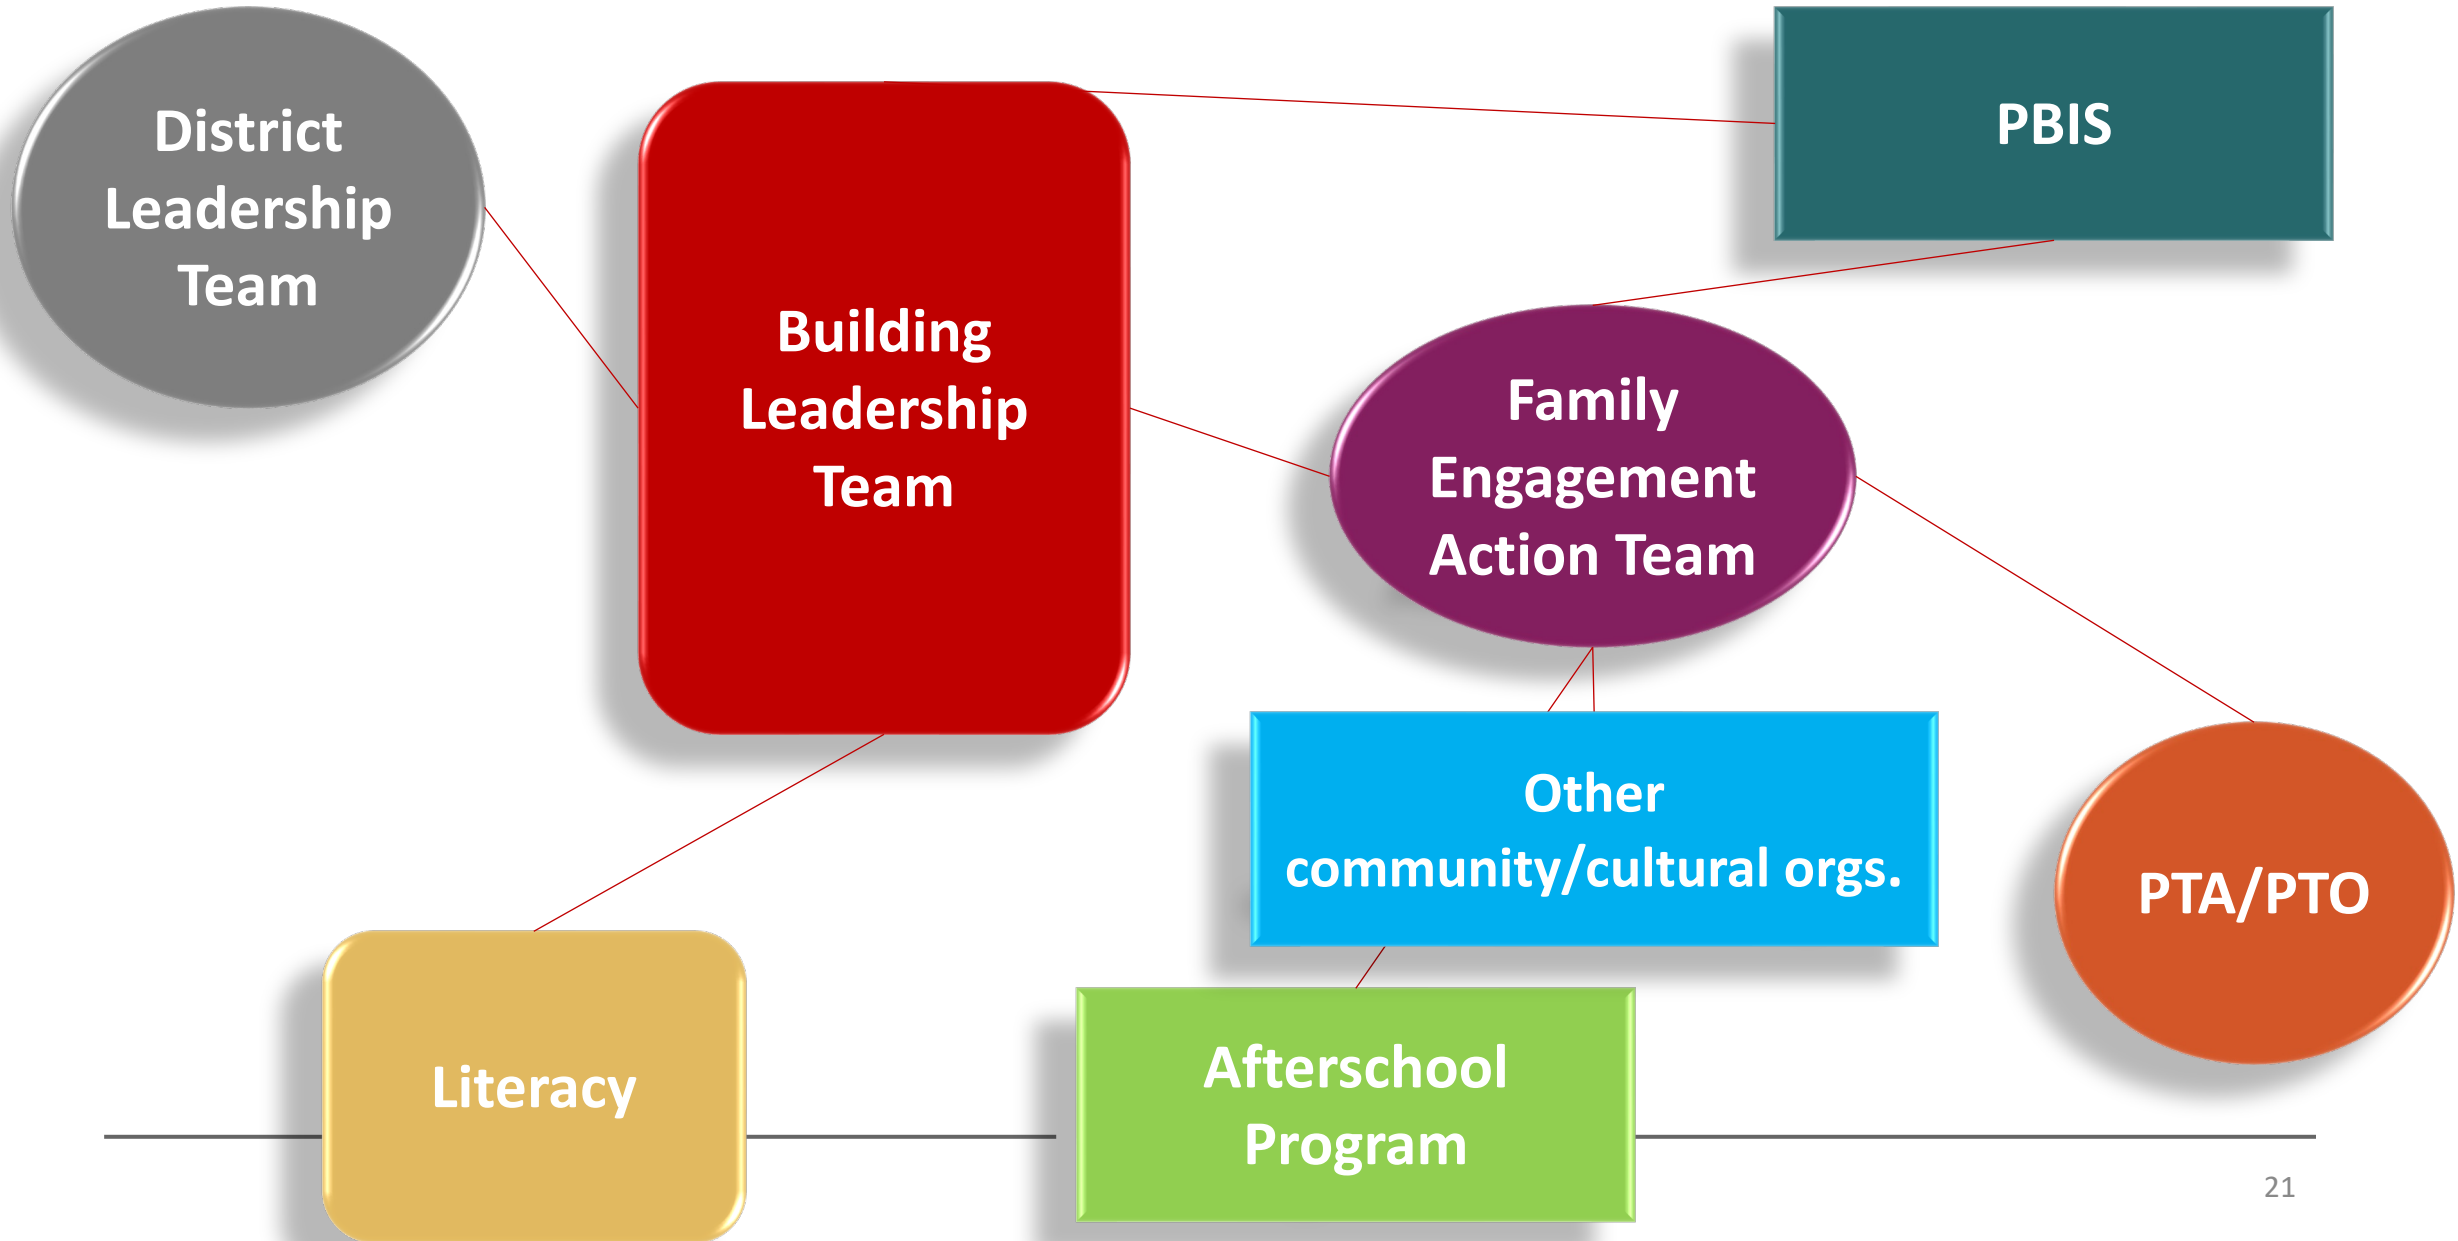 District
Leadership
Team
Building
Leadership
Team
PBIS
Family
Engagement
Action Team
Other
community/cultural orgs.
PTA/PTO
Literacy
Afterschool
Program
21